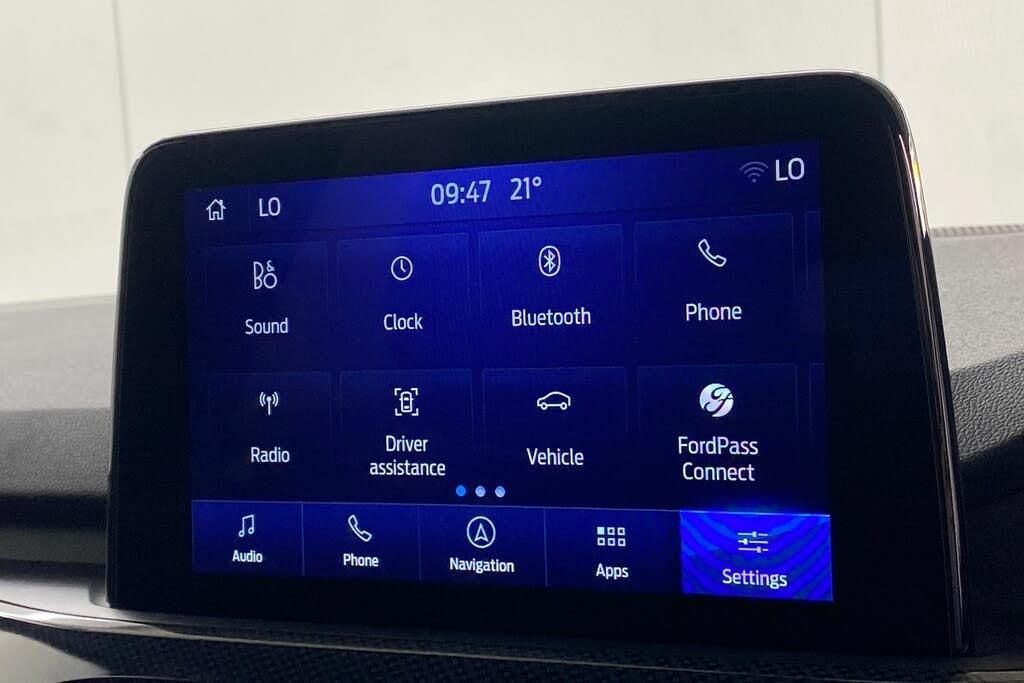 LO 09:47 21° LO
B&O
Sound Clock Bluetooth Phone
Radio Driver assistance Vehicle FordPass Connect
Audio Phone Navigation Apps Settings